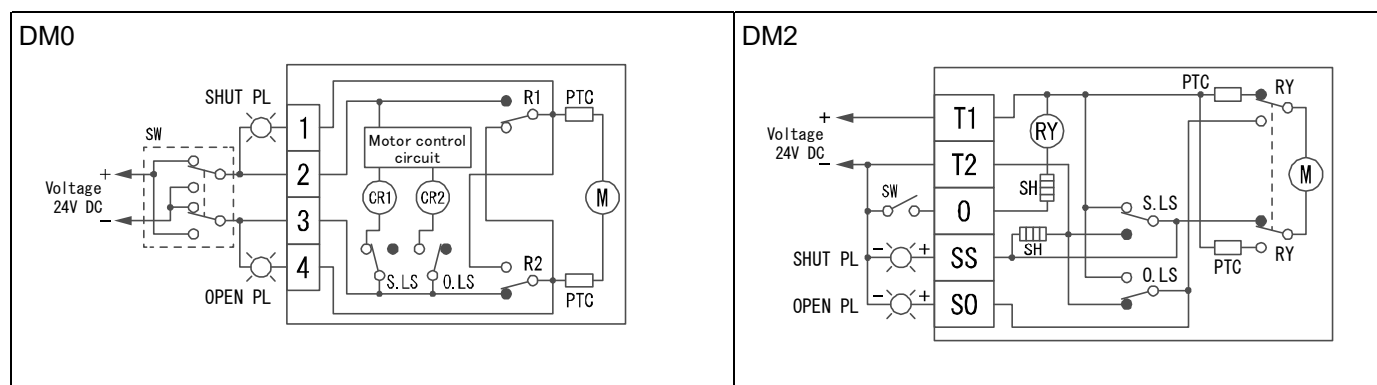 DM0
SHUT PL
SW
+
Voltage
24V DC
-
OPEN PL
1
2
3
4
Motor control
circuit
CR1
CR2
S.LS
O.LS
R1
R2
PTC
M
PTC
DM2
+
Voltage
24V DC
-
SW
SHUT PL
- +
OPEN PL
- +
T1
T2
O
SS
SO
RY
SH
SH
S.LS
O.LS
PTC
RY
M
PTC
RY